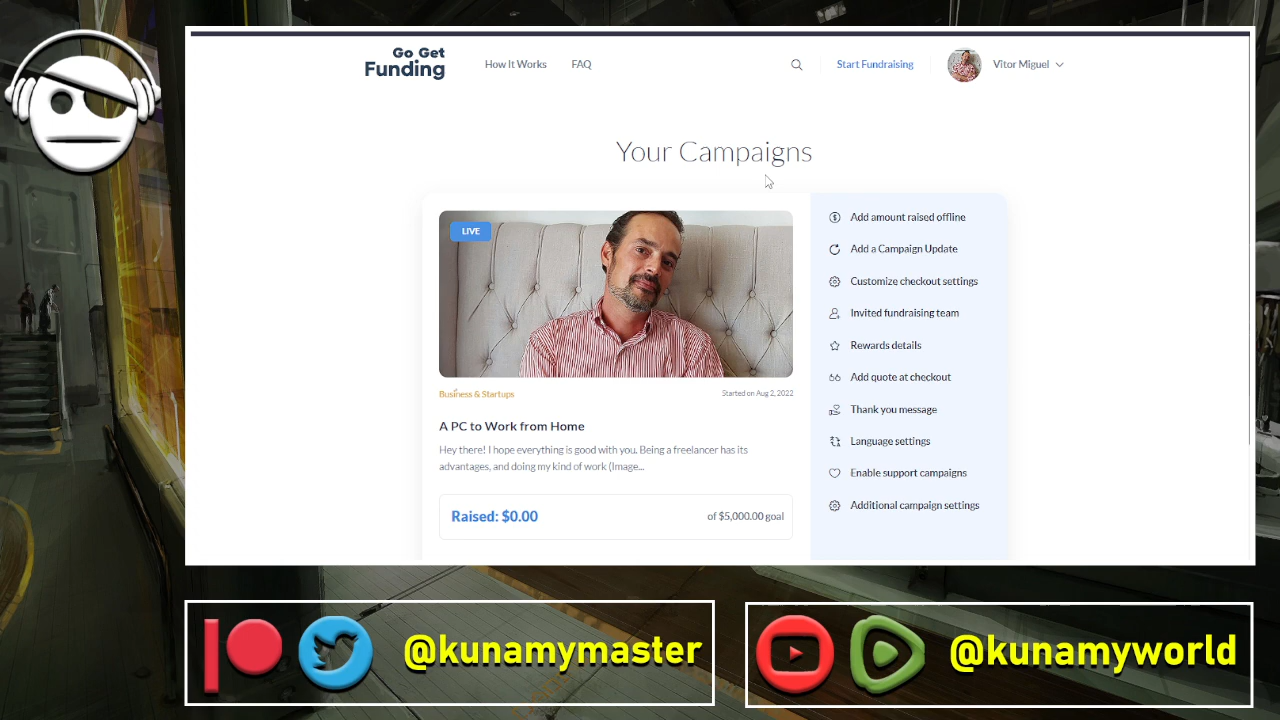 Go Get
Funding
How It Works
FAQ
Start Fundraising
Vitor Miguel
Your Campaigns
LIVE
Business & Startups
Started on Aug 2, 2022
A PC to Work from Home
Hey there! I hope everything is good with you. Being a freelancer has its
advantages, and doing my kind of work (Image...
Raised: $0.00
of $5,000.00 goal
Add amount raised offline
Add a Campaign Update
Customize checkout settings
Invited fundraising team
Rewards details
Add quote at checkout
Thank you message
Language settings
Enable support campaigns
Additional campaign settings
@kunamymaster
@kunamyworld